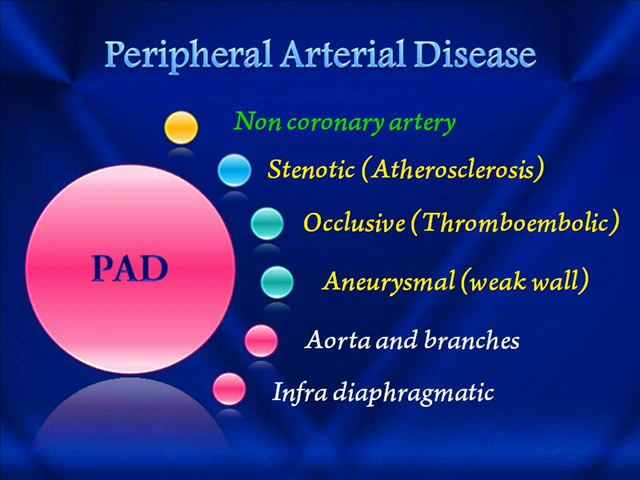 Peripheral Arterial Disease
Non coronary artery
Stenotic (Atherosclerosis)
Occlusive (Thromboembolic)
PAD
Aneurysmal (weak wall)
Aorta and branches
Infra diaphragmatic